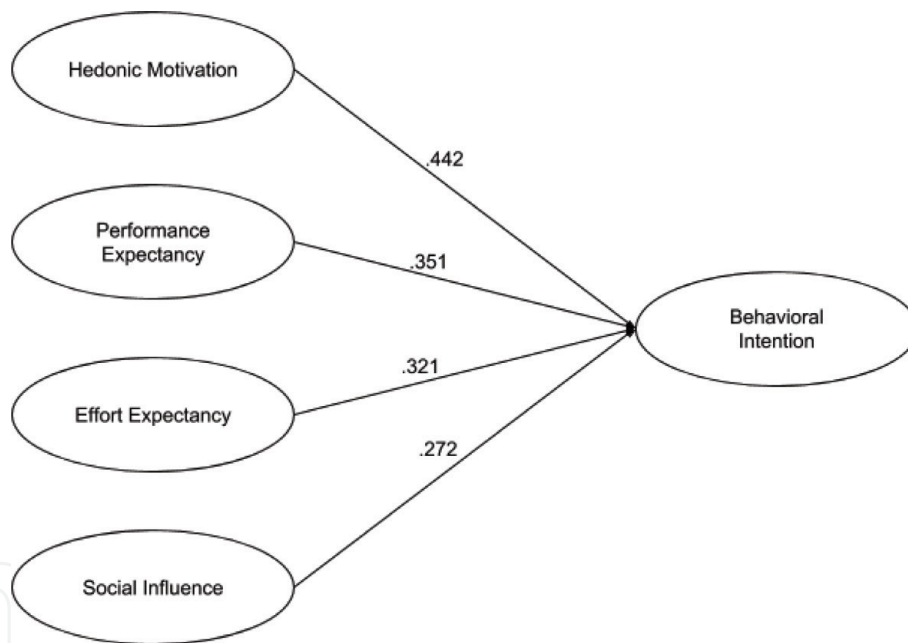 Hedonic Motivation
.442
Performance
Expectancy
.351
Behavioral
Intention
.321
Effort Expectancy
.272
Social Influence